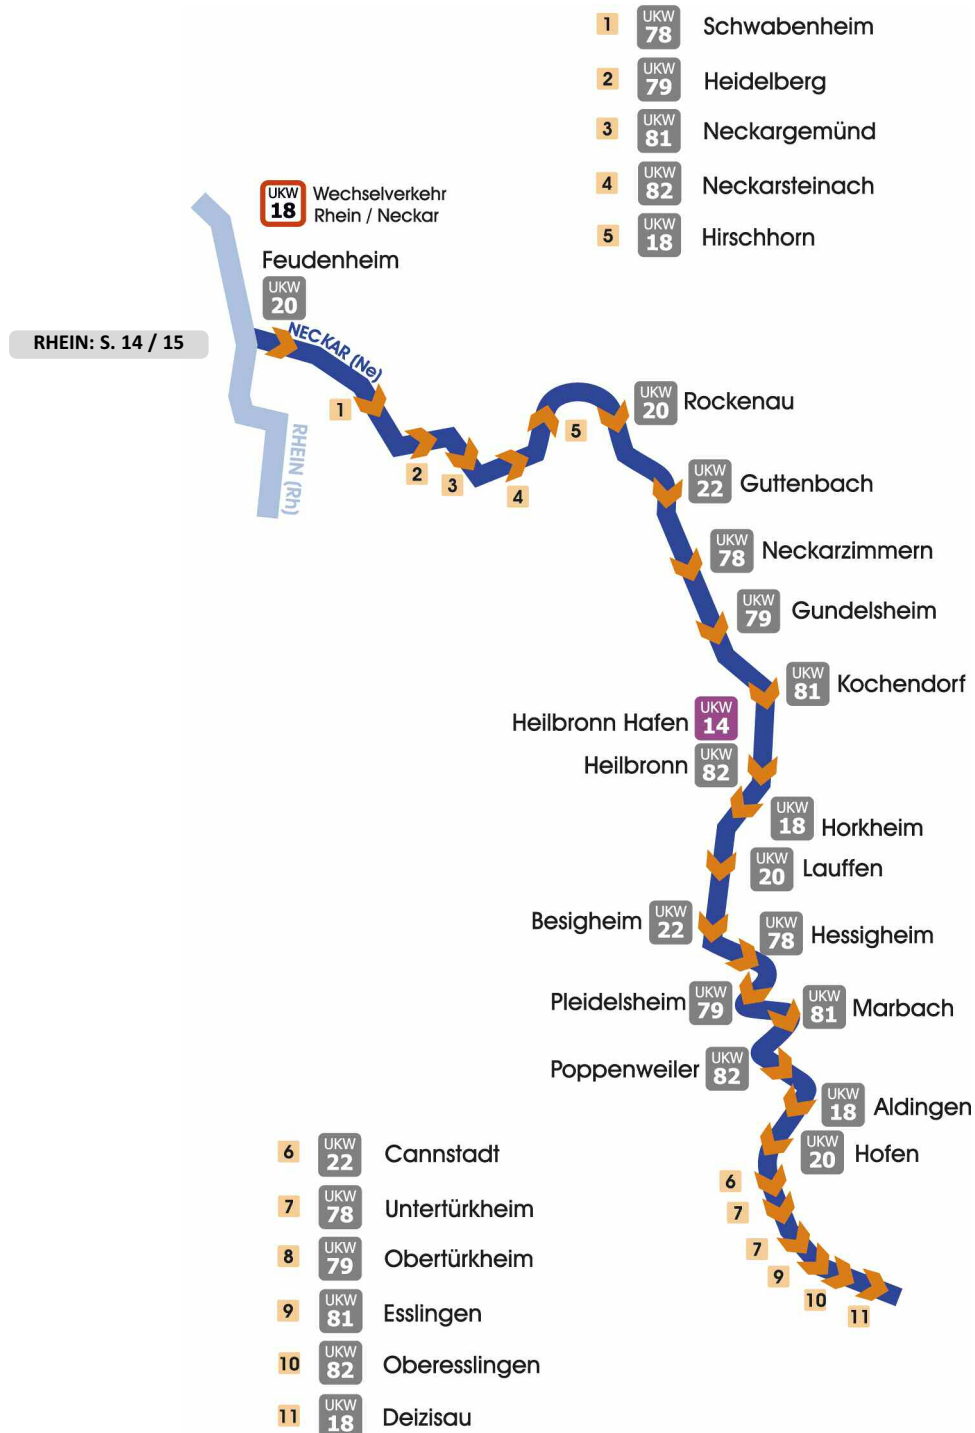 1 UKW 78 Schwabenheim
2 UKW 79 Heidelberg
3 UKW 81 Neckargemünd
4 UKW 82 Neckarsteinach
5 UKW 18 Hirschhorn
UKW 18 Wechselverkehr
Rhein / Neckar
Feudenheim
UKW 20
RHEIN: S. 14 / 15
NECKAR (Ne)
RHEIN (Rh)
1
2
3
4
5
UKW 20 Rockenau
UKW 22 Guttenbach
UKW 78 Neckarzimmern
UKW 79 Gundelsheim
UKW 81 Kochendorf
Heilbronn Hafen UKW 14
Heilbronn UKW 82
UKW 18 Horkheim
UKW 20 Lauffen
Besigheim UKW 22
UKW 78 Hessigheim
Pleidelsheim UKW 79
UKW 81 Marbach
Poppenweiler UKW 82
UKW 18 Aldingen
UKW 20 Hofen
6
7
7
9
10
11
6 UKW 22 Cannstadt
7 UKW 78 Untertürkheim
8 UKW 79 Obertürkheim
9 UKW 81 Esslingen
10 UKW 82 Oberesslingen
11 UKW 18 Deizisau